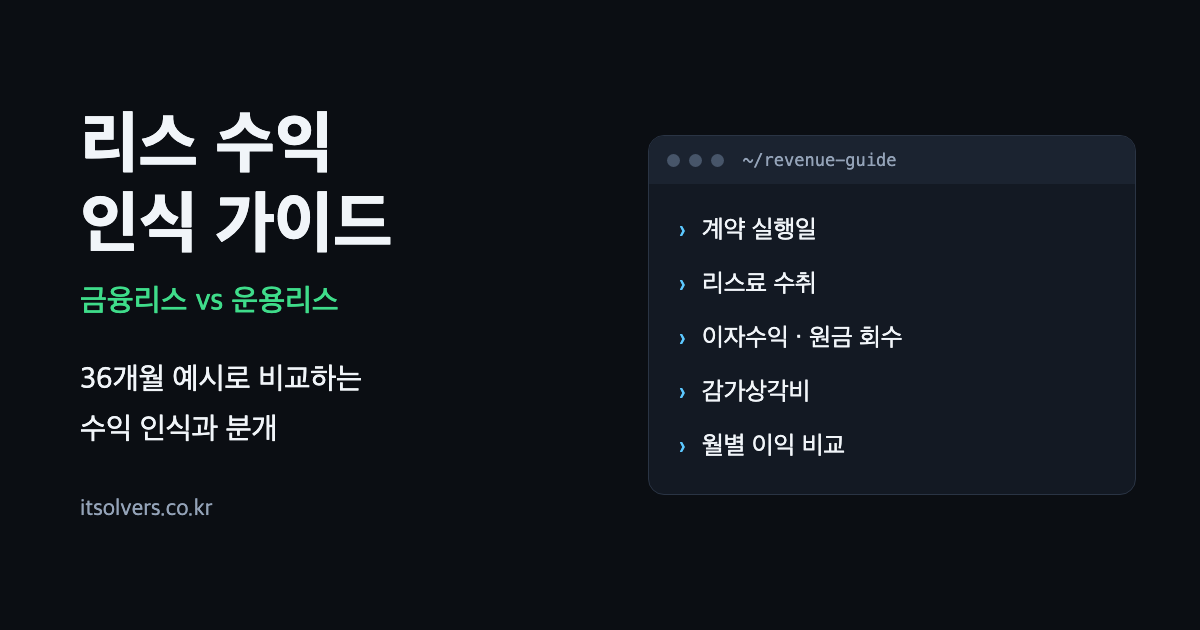 리스 수익
인식 가이드
금융리스 vs 운용리스
36개월 예시로 비교하는
수익 인식과 분개
itsolvers.co.kr
~/revenue-guide
› 계약 실행일
› 리스료 수취
› 이자수익 · 원금 회수
› 감가상각비
› 월별 이익 비교